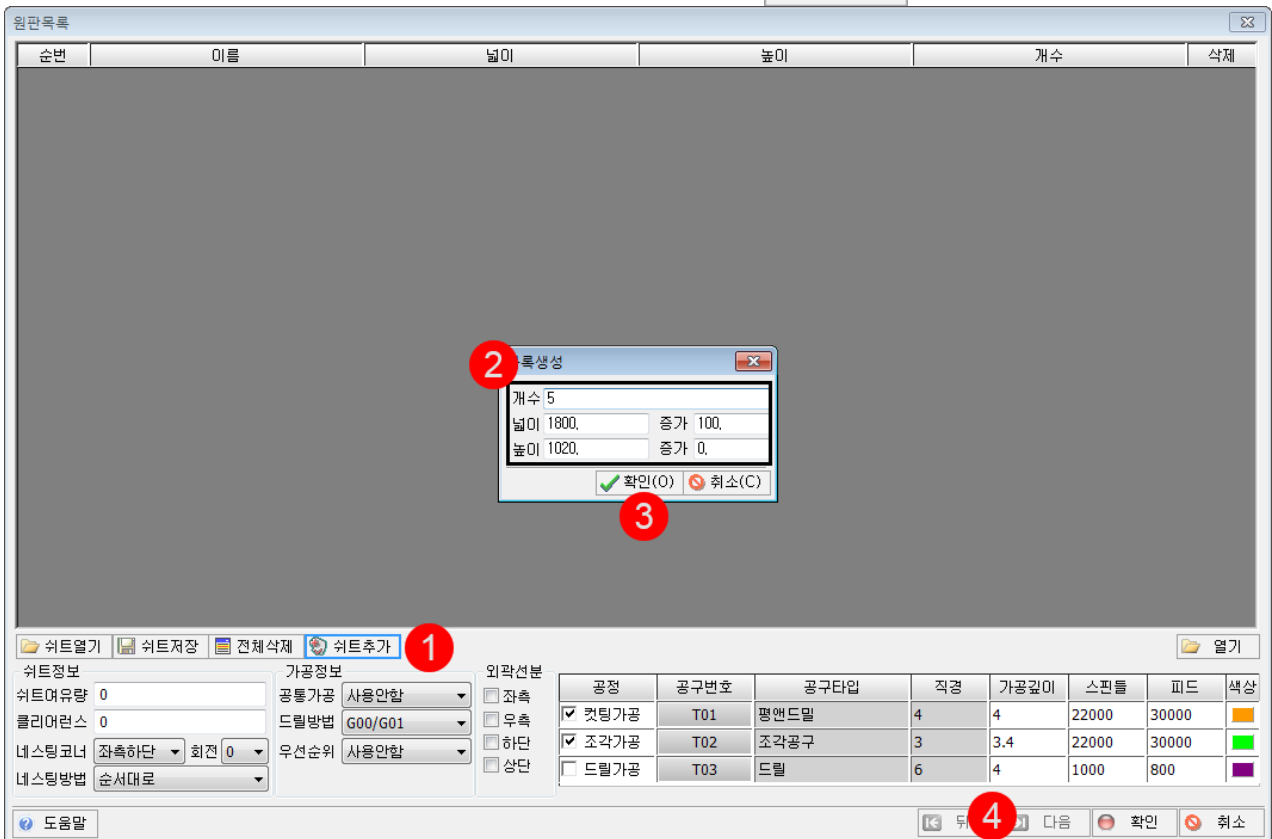 원판목록
순번 이름 넓이 높이 개수 삭제
2 록생성
개수 5
넓이 1800. 증가 100.
높이 1020. 증가 0.
확인(O) 취소(C)
3
쉬트열기 쉬트저장 전체삭제 쉬트추가 1 열기
쉬트정보 가공정보 외곽선분
쉬트여유량 0 공통가공 사용안함 좌측
클리어런스 0 드릴방법 G00/G01 우측
네스팅코너 좌측하단 회전 0 우선순위 사용안함 하단
네스팅방법 순서대로 상단
공정 공구번호 공구타입 직경 가공깊이 스핀들 피드 색상
컷팅가공 T01 평앤드밀 4 4 22000 30000
조각가공 T02 조각공구 3 3.4 22000 30000
드릴가공 T03 드릴 6 4 1000 800
도움말 뒤 4 다음 확인 취소